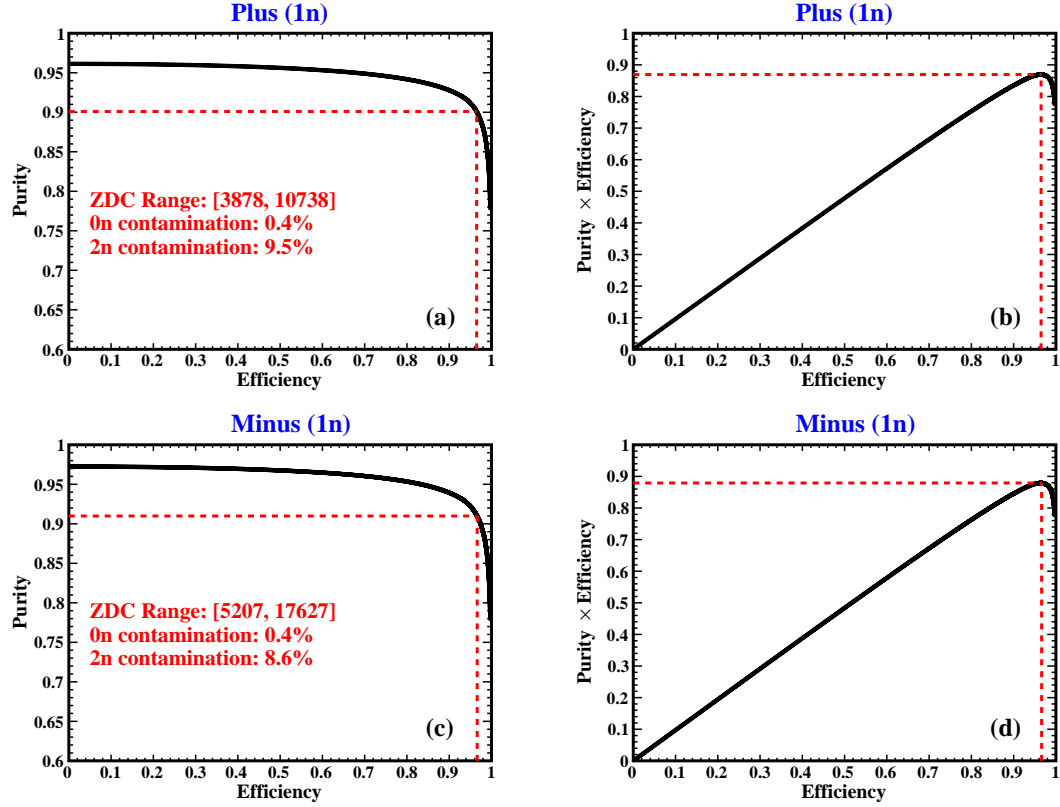 Plus (1n)
1
0.95
0.9
0.85
0.8
0.75
0.7
0.65
0.6
Purity
ZDC Range: [3878, 10738]
0n contamination: 0.4%
2n contamination: 9.5%
(a)
0 0.1 0.2 0.3 0.4 0.5 0.6 0.7 0.8 0.9 1
Efficiency
Plus (1n)
1
0.9
0.8
0.7
0.6
0.5
0.4
0.3
0.2
0.1
0
Purity × Efficiency
(b)
0 0.1 0.2 0.3 0.4 0.5 0.6 0.7 0.8 0.9 1
Efficiency
Minus (1n)
1
0.95
0.9
0.85
0.8
0.75
0.7
0.65
0.6
Purity
ZDC Range: [5207, 17627]
0n contamination: 0.4%
2n contamination: 8.6%
(c)
0 0.1 0.2 0.3 0.4 0.5 0.6 0.7 0.8 0.9 1
Efficiency
Minus (1n)
1
0.9
0.8
0.7
0.6
0.5
0.4
0.3
0.2
0.1
0
Purity × Efficiency
(d)
0 0.1 0.2 0.3 0.4 0.5 0.6 0.7 0.8 0.9 1
Efficiency